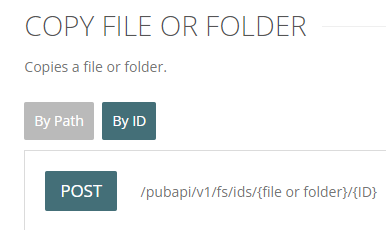 COPY FILE OR FOLDER
Copies a file or folder.
By Path By ID
POST /pubapi/v1/fs/ids/{file or folder}/{ID}